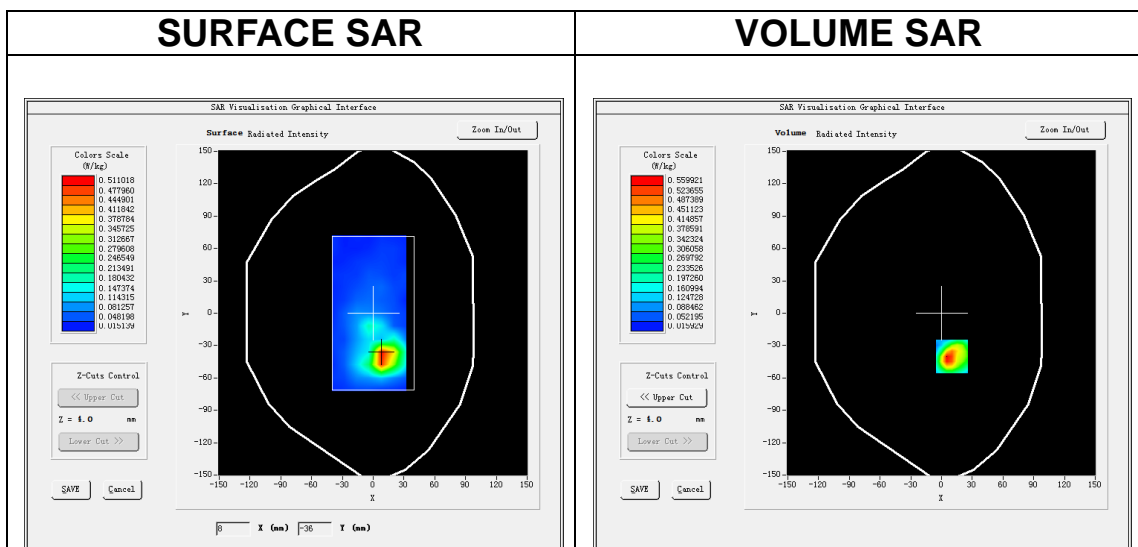 SURFACE SAR
VOLUME SAR
SAR Visualisation Graphical Interface
Surface Radiated Intensity
Zoom In/Out
Colors Scale
(W/kg)
0.511018
0.477960
0.444901
0.411842
0.378784
0.345725
0.312667
0.279608
0.246549
0.213491
0.180432
0.147374
0.114315
0.081257
0.048198
0.015139
150
120
90
60
30
0
-30
-60
-90
-120
-150
Y
-150 -120 -90 -60 -30 0 30 60 90 120 150
X
Z-Cuts Control
<< Upper Cut
Z = 4.0 mm
Lower Cut >>
SAVE Cancel
8 X (mm) -36 Y (mm)
SAR Visualisation Graphical Interface
Volume Radiated Intensity
Zoom In/Out
Colors Scale
(W/kg)
0.559921
0.523655
0.487389
0.451123
0.414857
0.378591
0.342324
0.306058
0.269792
0.233526
0.197260
0.160994
0.124728
0.088462
0.052195
0.015929
150
120
90
60
30
0
-30
-60
-90
-120
-150
Y
-150 -120 -90 -60 -30 0 30 60 90 120 150
X
Z-Cuts Control
<< Upper Cut
Z = 4.0 mm
Lower Cut >>
SAVE Cancel